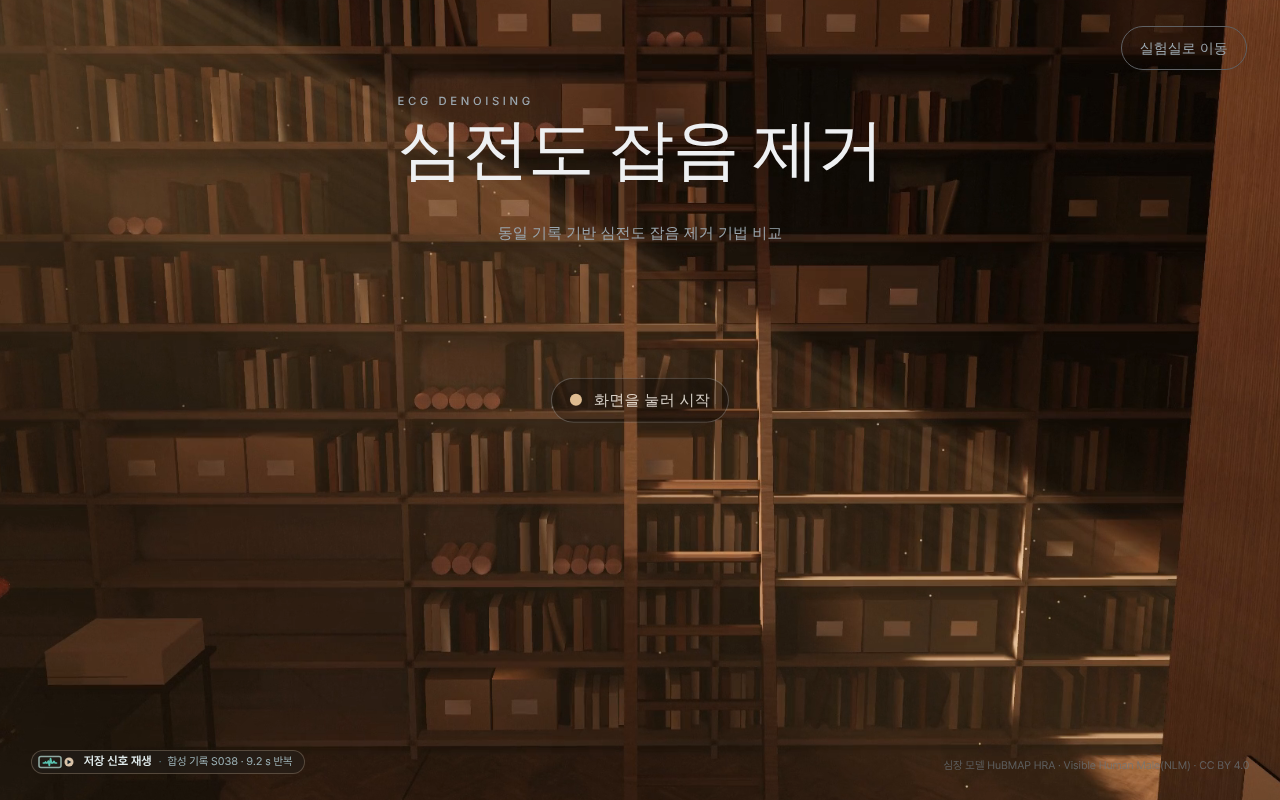 실험실로 이동
ECG DENOISING
심전도 잡음 제거
동일 기록 기반 심전도 잡음 제거 기법 비교
화면을 눌러 시작
저장 신호 재생 · 합성 기록 S038 · 9.2 s 반복
심장 모델 HuBMAP HRA · Visible (NLM) · CC BY 4.0